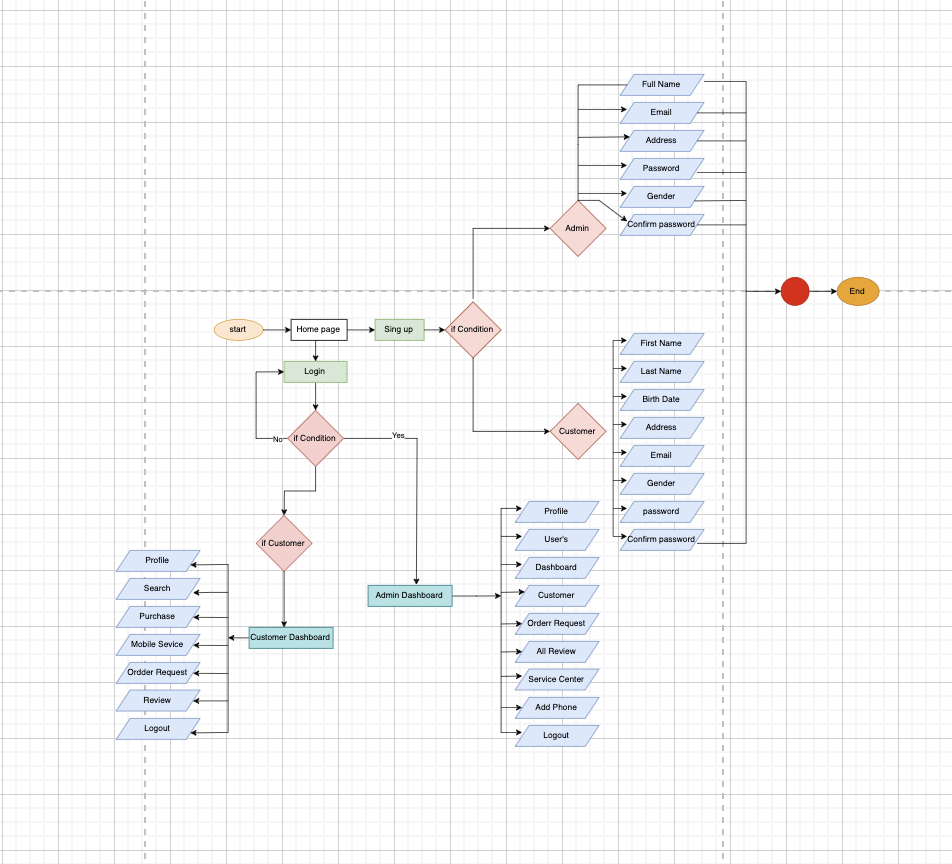 Full Name
Email
Address
Password
Gender
Confirm password
Admin
End
start
Home page
Sing up
if Condition
Login
No
if Condition
Yes
Customer
First Name
Last Name
Birth Date
Address
Email
Gender
password
Confirm password
if Customer
Admin Dashboard
Customer Dashboard
Profile
Search
Purchase
Mobile Sevice
Ordder Request
Review
Logout
Profile
User's
Dashboard
Customer
Orderr Request
All Review
Service Center
Add Phone
Logout